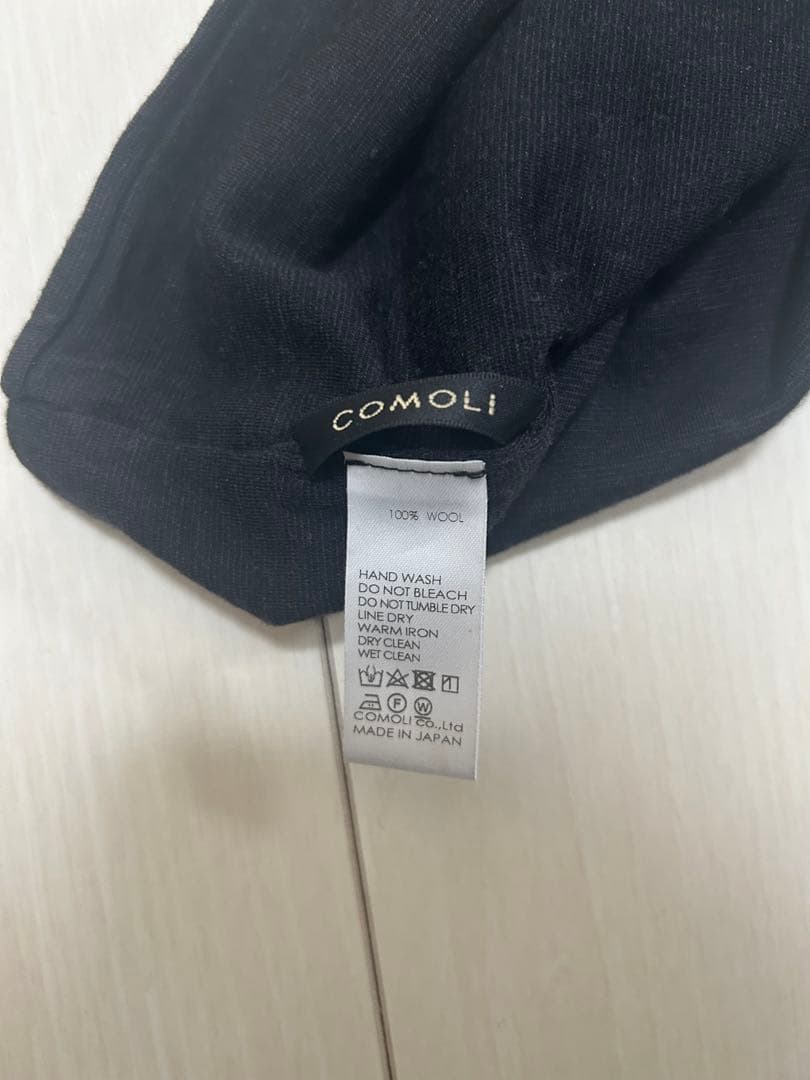 COMOLI
100% WOOL
HAND WASH
DO NOT BLEACH
DO NOT TUMBLE DRY
LINE DRY
WARM IRON
DRY CLEAN
WET CLEAN
F W
COMOLI co.,Ltd
MADE IN JAPAN